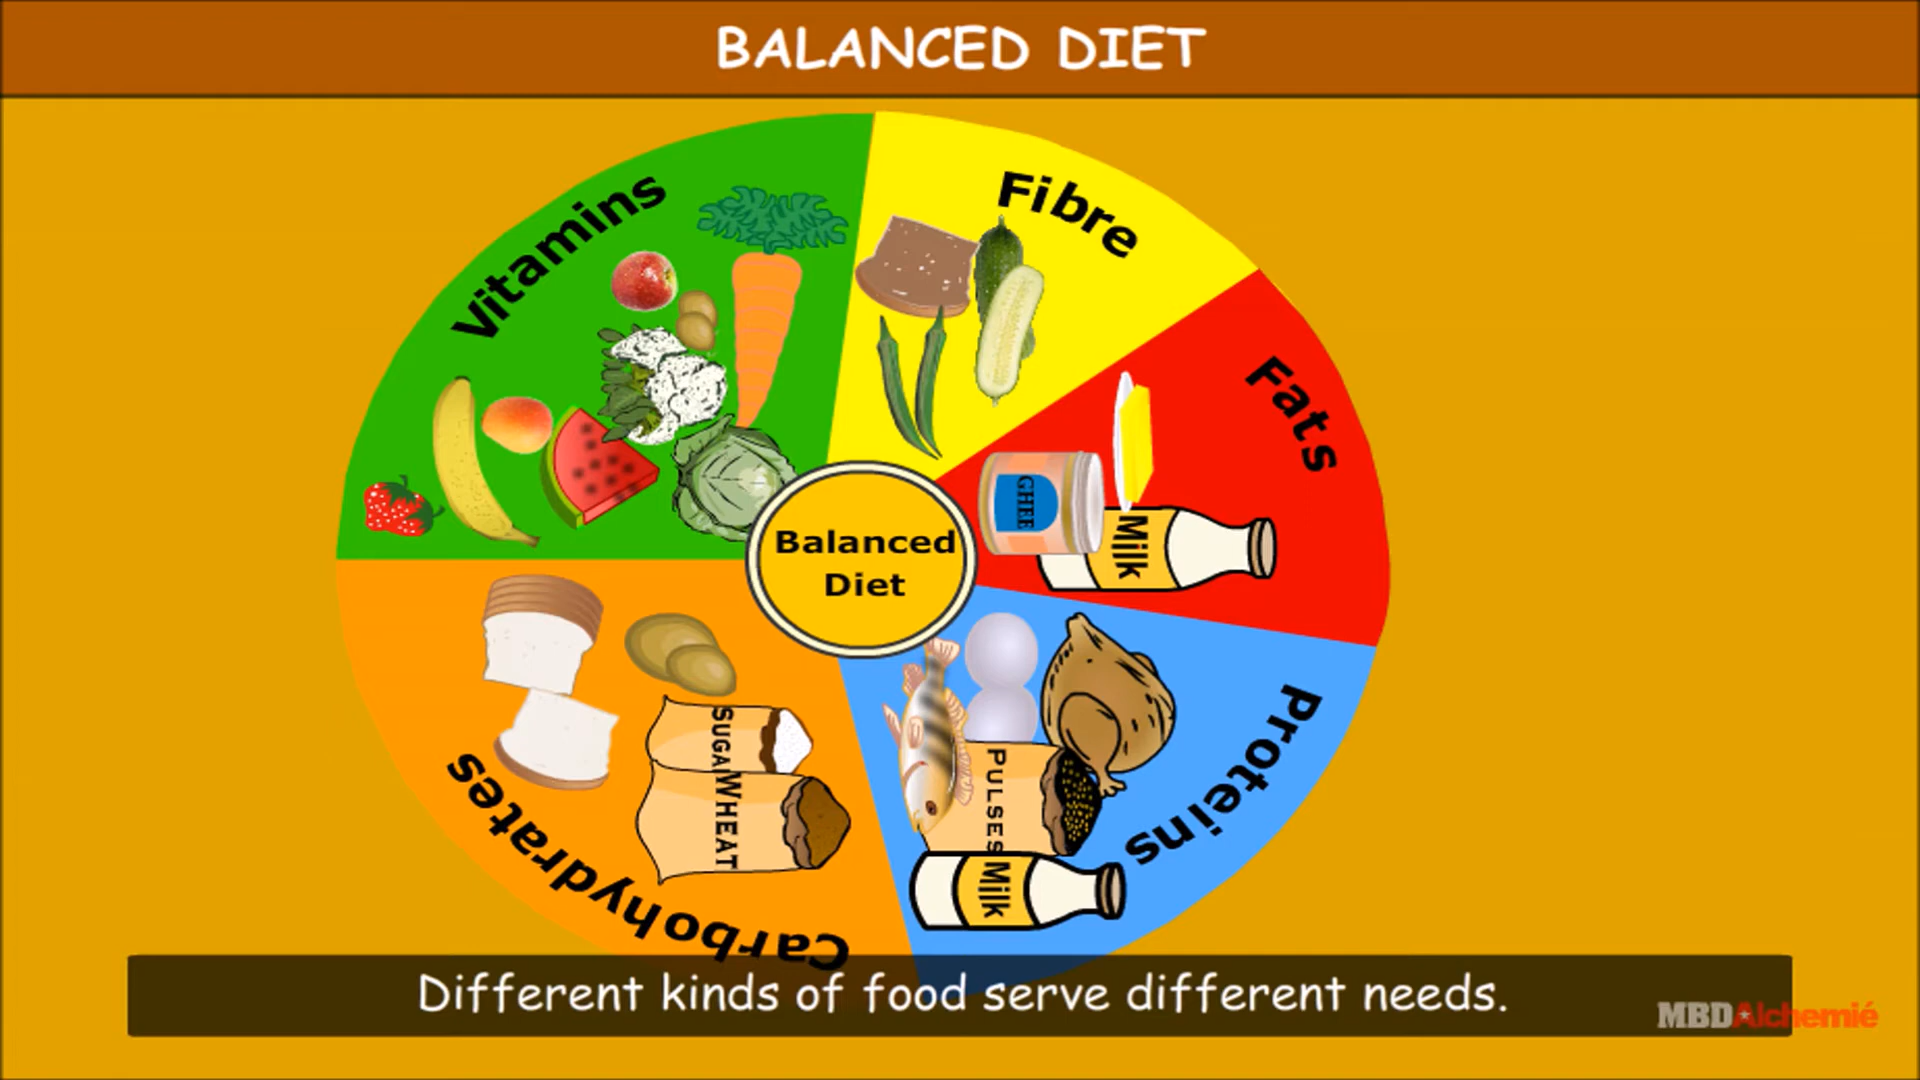 BALANCED DIET
Vitamins
Fibre
Fats
GHEE
Milk
Balanced
Diet
Proteins
PULSES
Milk
Carbohydrates
SUGA
WHEAT
Different kinds of food serve different needs.
MBDAlchemié